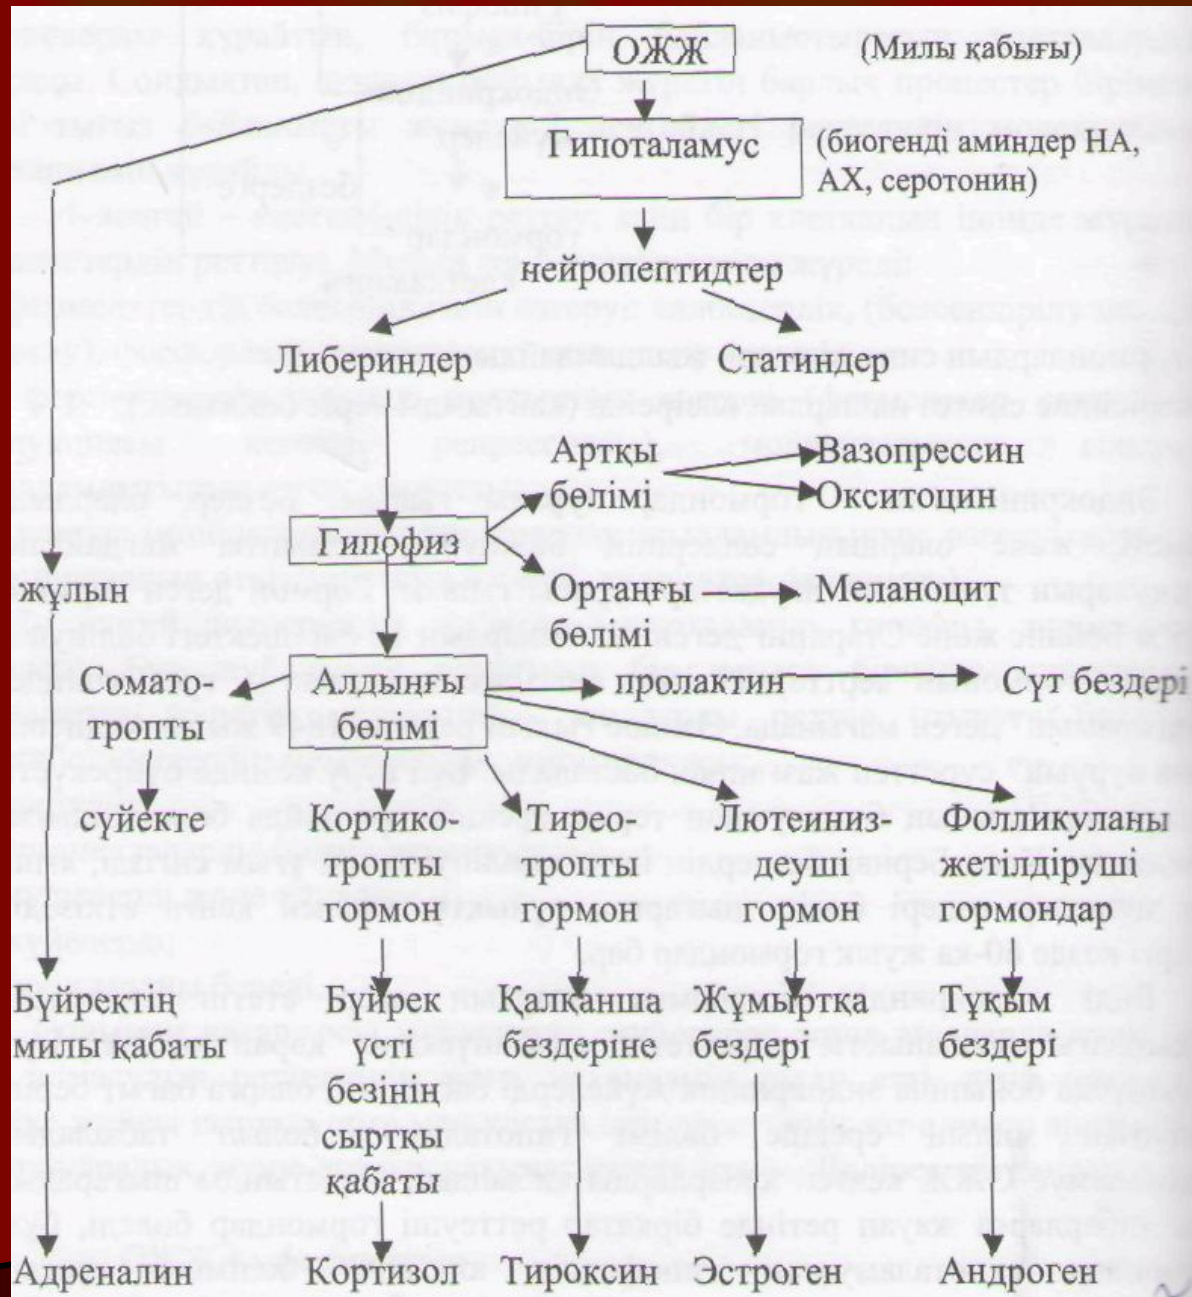 ОЖЖ (Милы қабығы)
Гипоталамус (биогенді аминдер НА,
АХ, серотонин)
нейропептидтер
Либериндер Статиндер
Артқы Вазопрессин
бөлімі Окситоцин
Гипофиз
жұлын Ортаңғы Меланоцит
бөлімі
Сомато- Алдыңғы пролактин Сүт бездері
тропты бөлімі
сүйекте Кортико- Тирео- Лютеиниз- Фолликуланы
тропты тропты деуші жетілдіруші
гормон гормон гормон гормондар
Бүйректің Бүйрек Қалқанша Жұмыртқа Тұқым
милы қабаты үсті бездеріне бездері бездері
безінің
сыртқы
қабаты
Адреналин Кортизол Тироксин Эстроген Андроген